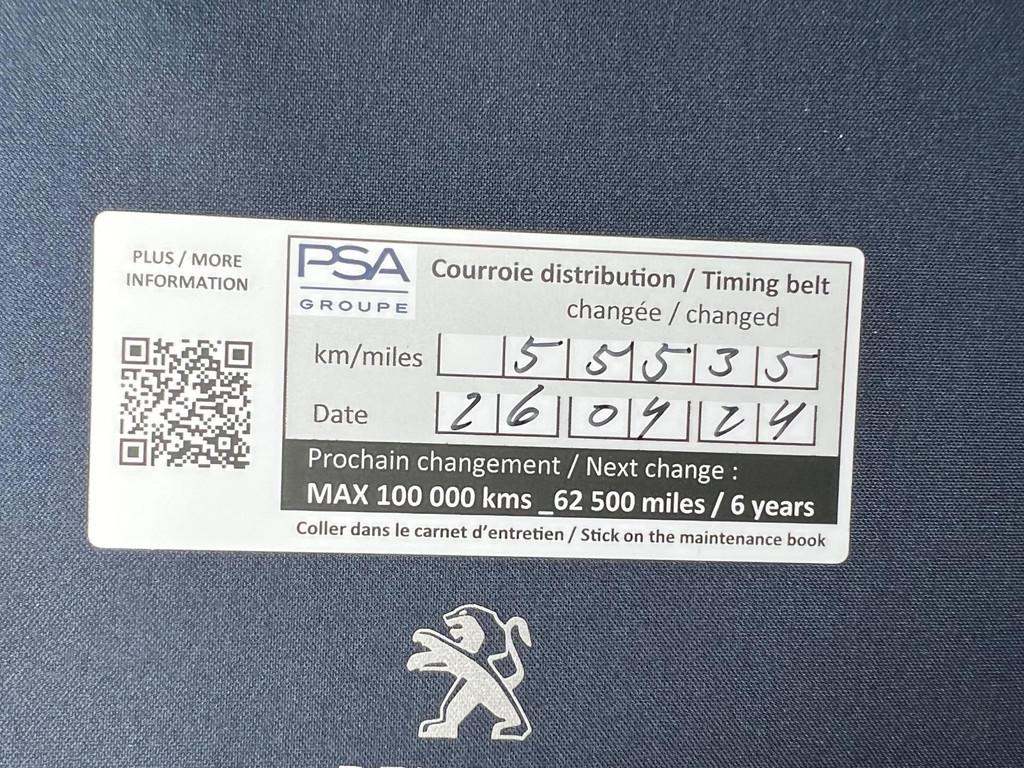 PLUS / MORE
INFORMATION
PSA
GROUPE
Courroie distribution / Timing belt
changée / changed
km/miles 55535
Date 26 04 24
Prochain changement / Next change :
MAX 100 000 kms _62 500 miles / 6 years
Coller dans le carnet d'entretien / Stick on the maintenance book